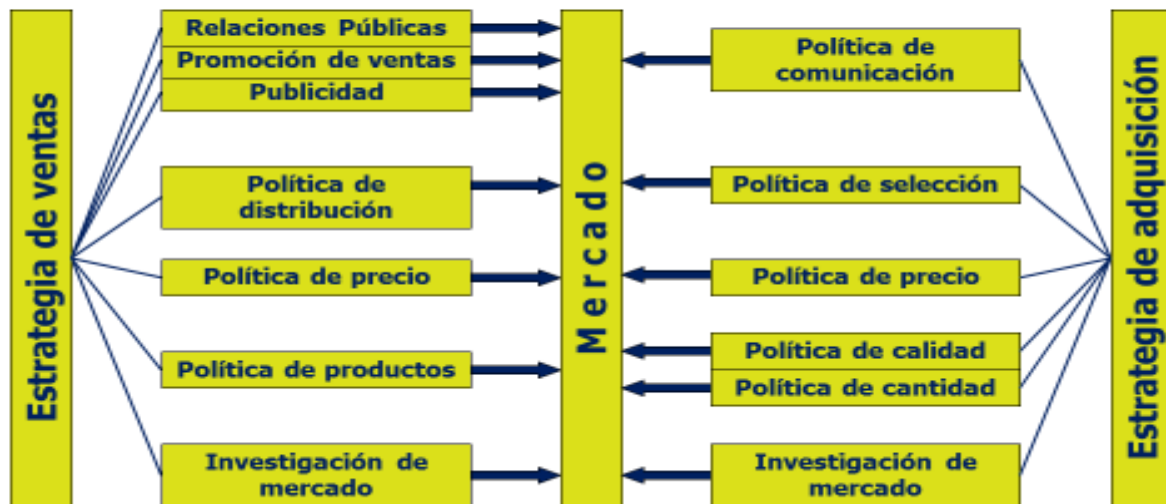 Estrategia de ventas
Relaciones Públicas
Promoción de ventas
Publicidad
Política de
distribución
Política de precio
Política de productos
Investigación de
mercado
Mercado
Política de
comunicación
Política de selección
Política de precio
Política de calidad
Política de cantidad
Investigación de
mercado
Estrategia de adquisición